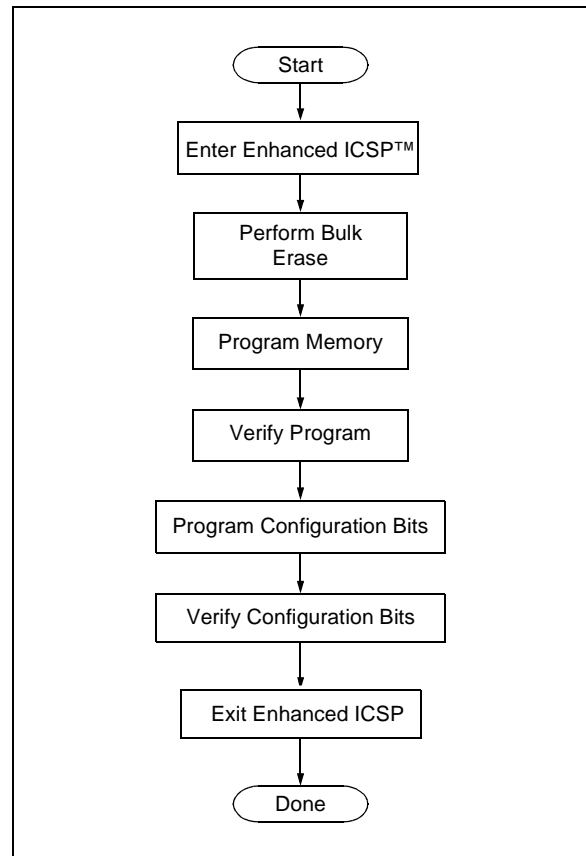 Start
Enter Enhanced ICSP™
Perform Bulk
Erase
Program Memory
Verify Program
Program Configuration Bits
Verify Configuration Bits
Exit Enhanced ICSP
Done